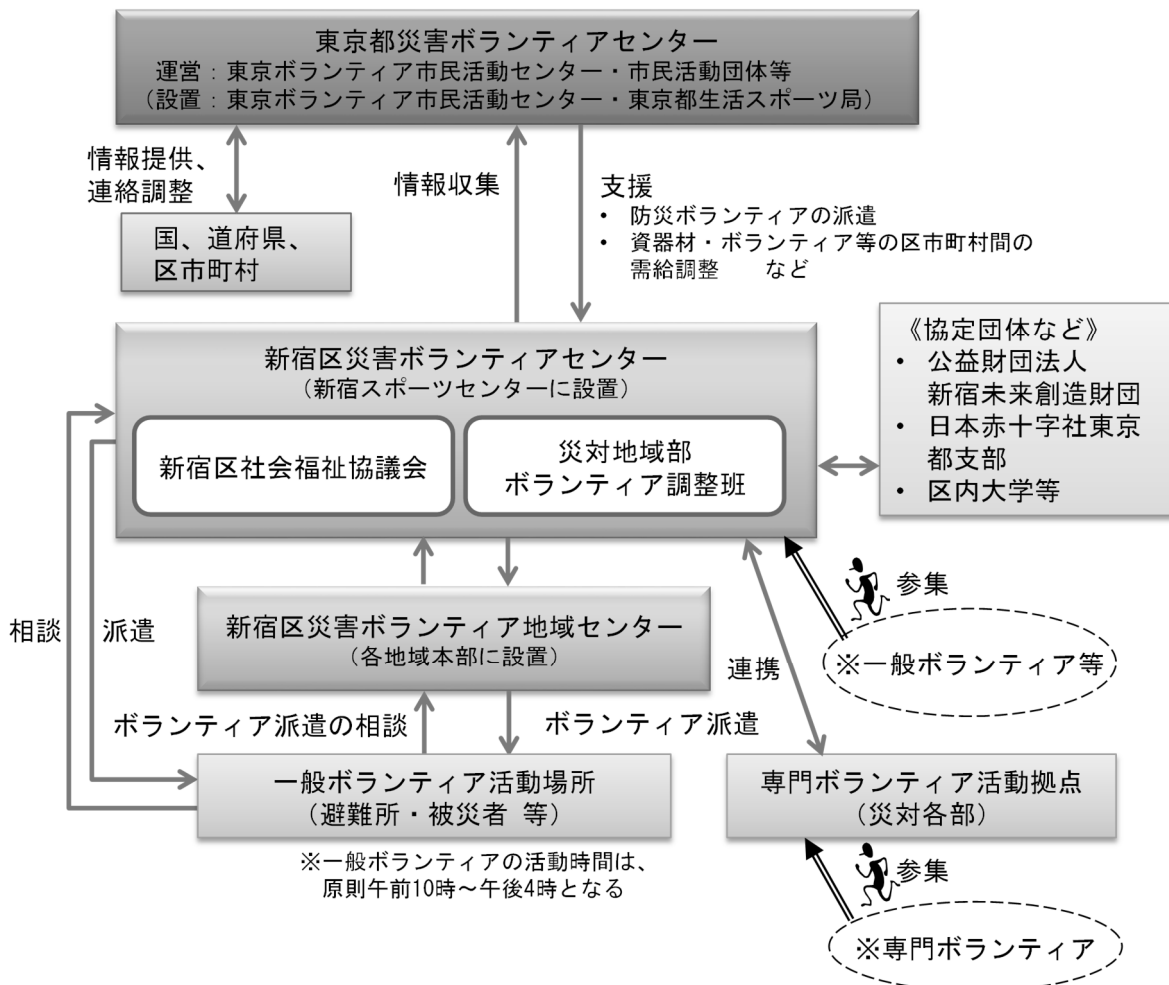 東京都災害ボランティアセンター
運営：東京ボランティア市民活動センター・市民活動団体等
（設置：東京ボランティア市民活動センター・東京都生活スポーツ局）
情報提供、
連絡調整
情報収集
支援
• 防災ボランティアの派遣
• 資器材・ボランティア等の区市町村間の
需給調整　　など
国、道府県、
区市町村
新宿区災害ボランティアセンター
（新宿スポーツセンターに設置）
新宿区社会福祉協議会
災対地域部
ボランティア調整班
《協定団体など》
• 公益財団法人
新宿未来創造財団
• 日本赤十字社東京
都支部
• 区内大学等
参集
※一般ボランティア等
相談
派遣
新宿区災害ボランティア地域センター
（各地域本部に設置）
連携
ボランティア派遣の相談
ボランティア派遣
一般ボランティア活動場所
（避難所・被災者 等）
※一般ボランティアの活動時間は、
原則午前10時～午後4時となる
専門ボランティア活動拠点
（災対各部）
参集
※専門ボランティア